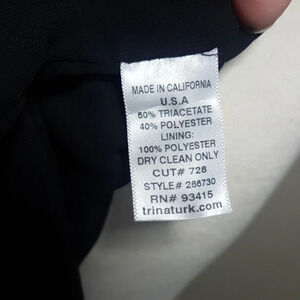 MADE IN CALIFORNIA
U.S.A
60% TRIACETATE
40% POLYESTER
LINING:
100% POLYESTER
DRY CLEAN ONLY
CUT# 728
STYLE# 286730
RN# 93415
trinaturk.com